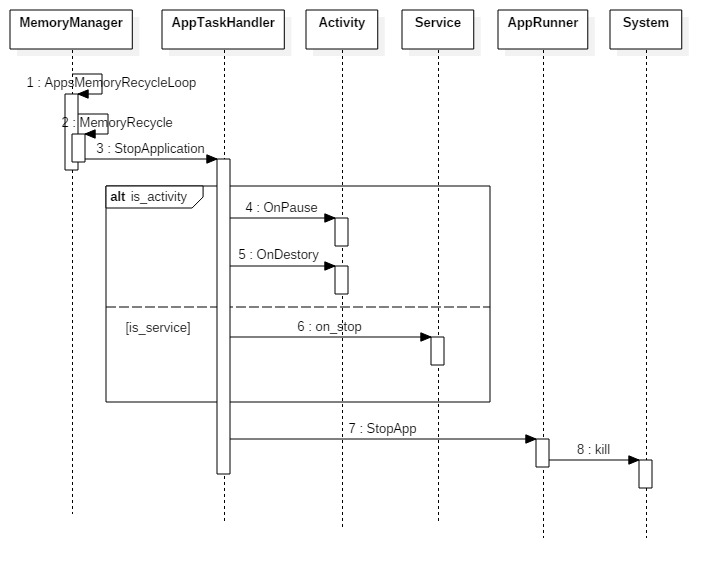 MemoryManager
AppTaskHandler
Activity
Service
AppRunner
System
1 : AppsMemoryRecycleLoop
2 : MemoryRecycle
3 : StopApplication
alt is_activity
4 : OnPause
5 : OnDestory
[is_service]
6 : on_stop
7 : StopApp
8 : kill